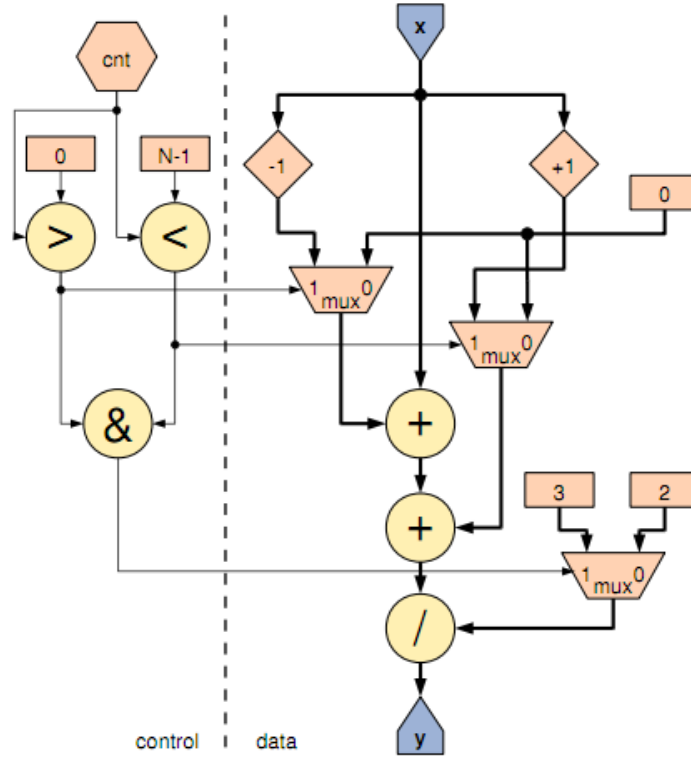 x
cnt
0
N-1
-1
+1
0
>
<
1 0
mux
1 0
mux
&
+
+
3
2
1 0
mux
/
control
data
y